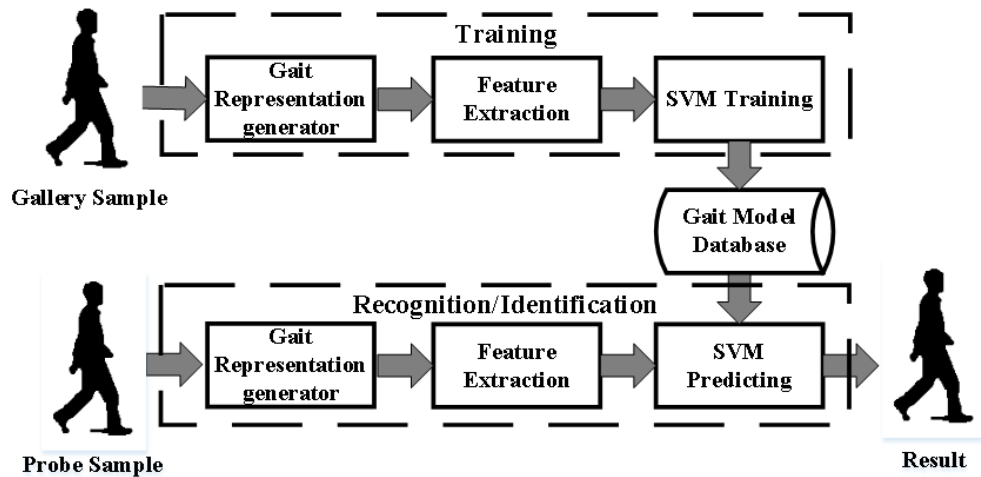 Training
Gait
Representation
generator
Feature
Extraction
SVM Training
Gallery Sample
Gait Model
Database
Recognition/Identification
Gait
Representation
generator
Feature
Extraction
SVM
Predicting
Probe Sample
Result